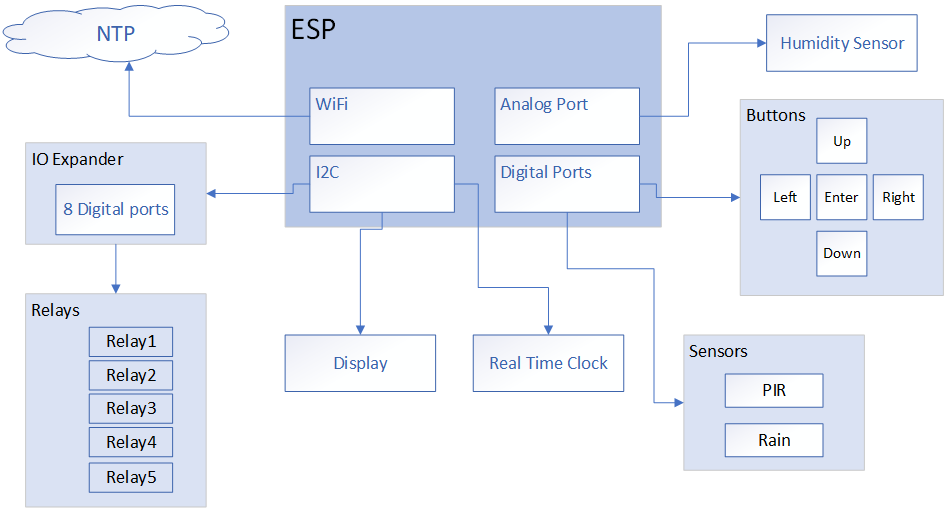 NTP
ESP
Humidity Sensor
WiFi
Analog Port
Buttons
Up
IO Expander
I2C
Digital Ports
8 Digital ports
Left
Enter
Right
Down
Relays
Relay1
Relay2
Relay3
Relay4
Relay5
Display
Real Time Clock
Sensors
PIR
Rain